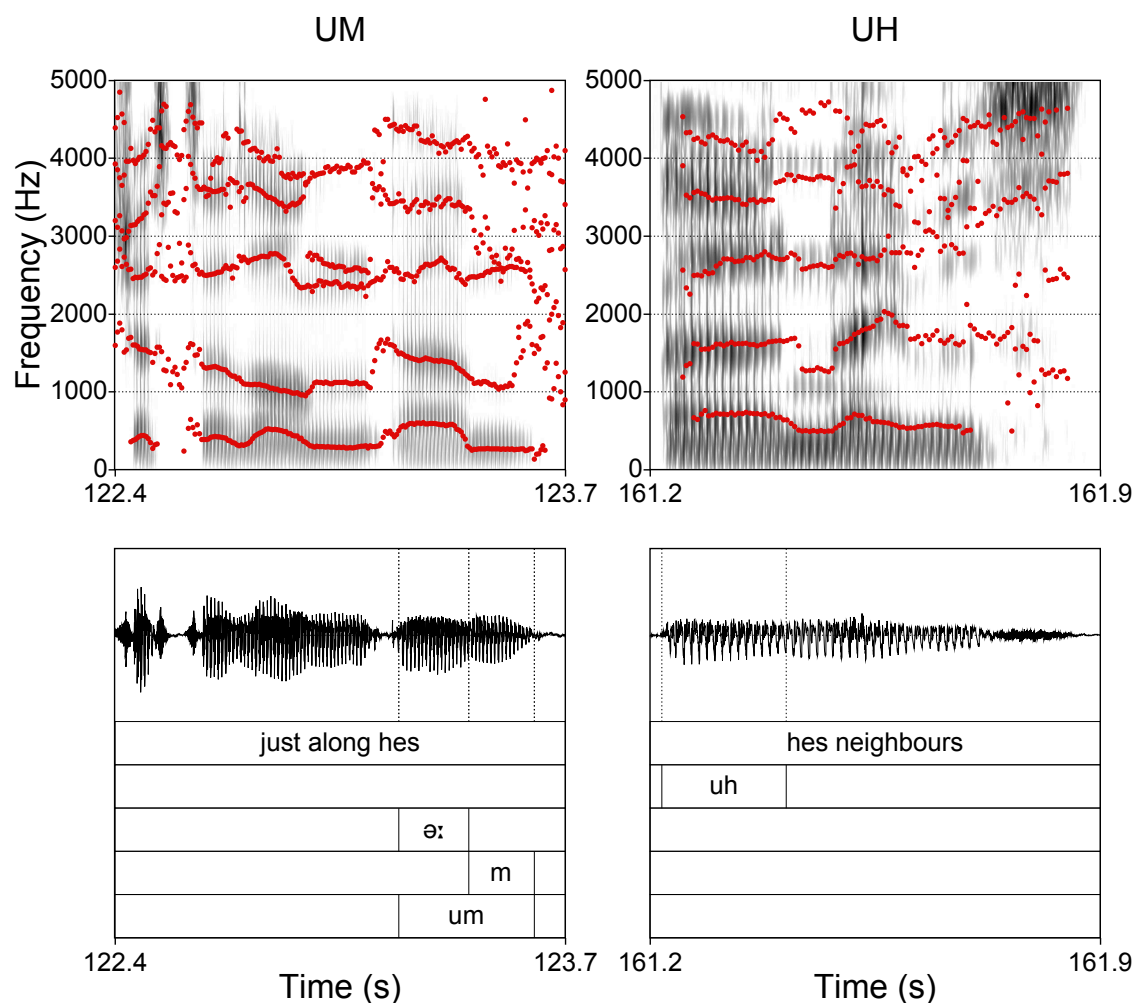 UM
UH
Frequency (Hz)
5000
4000
3000
2000
1000
0
122.4
123.7
5000
4000
3000
2000
1000
0
161.2
161.9
just along hes
əː
m
um
122.4
123.7
Time (s)
hes neighbours
uh
161.2
161.9
Time (s)